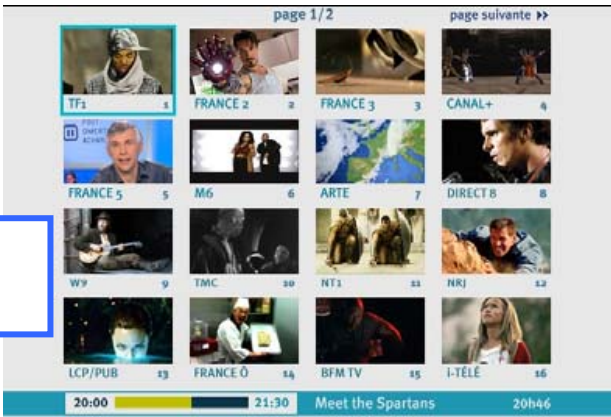 page 1/2 page suivante ▸▸
TF1 1 FRANCE 2 2 FRANCE 3 3 CANAL+ 4
FRANCE 5 5 M6 6 ARTE 7 DIRECT 8 8
W9 9 TMC 10 NT1 11 NRJ 12
LCP/PUB 13 FRANCE Ô 14 BFM TV 15 I-TÉLÉ 16
20:00 21:30 Meet the Spartans 20h46